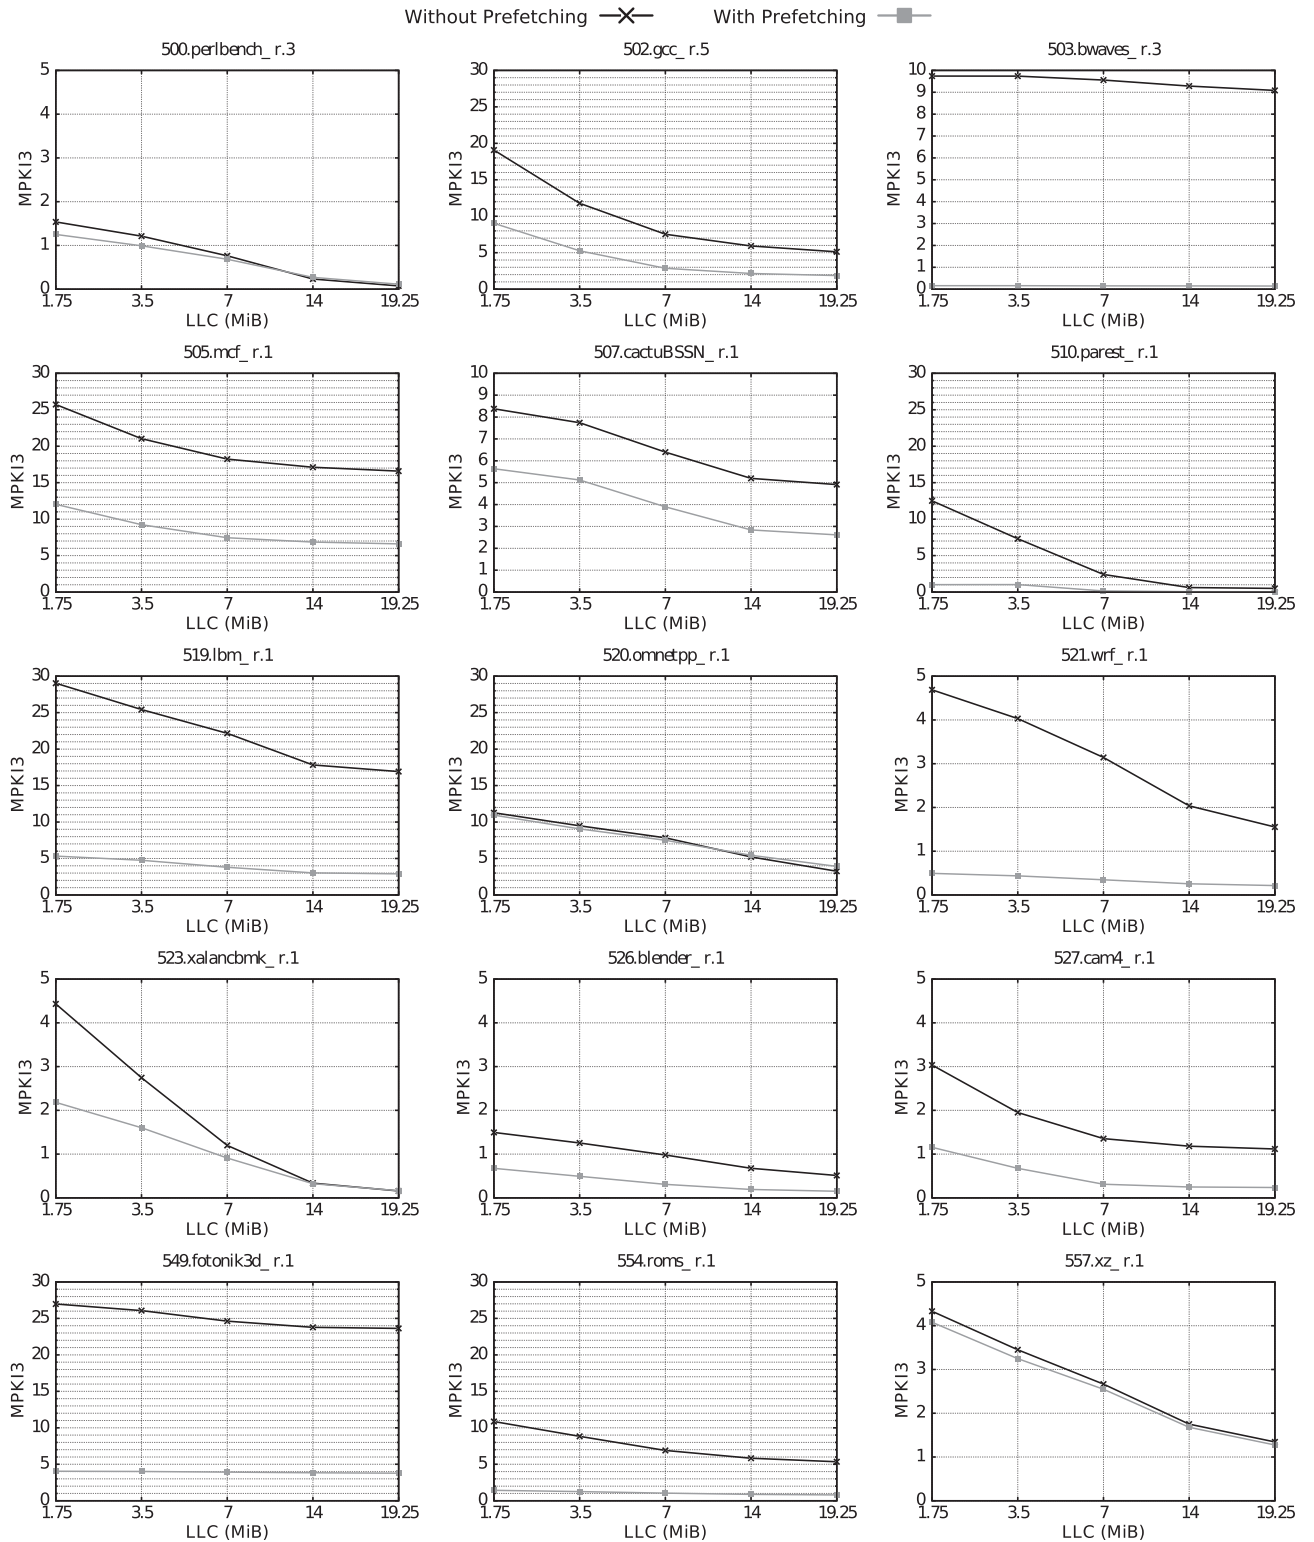 Without Prefetching With Prefetching
500.perlbench_r.3 502.gcc_r.5 503.bwaves_r.3
5 4 3 2 1 0
MPKI3
1.75 3.5 7 14 19.25
LLC (MiB)
30 25 20 15 10 5 0
MPKI3
1.75 3.5 7 14 19.25
LLC (MiB)
10 9 8 7 6 5 4 3 2 1 0
MPKI3
1.75 3.5 7 14 19.25
LLC (MiB)
505.mcf_r.1 507.cactuBSSN_r.1 510.parest_r.1
30 25 20 15 10 5 0
MPKI3
1.75 3.5 7 14 19.25
LLC (MiB)
10 9 8 7 6 5 4 3 2 1 0
MPKI3
1.75 3.5 7 14 19.25
LLC (MiB)
30 25 20 15 10 5 0
MPKI3
1.75 3.5 7 14 19.25
LLC (MiB)
519.lbm_r.1 520.omnetpp_r.1 521.wrf_r.1
30 25 20 15 10 5 0
MPKI3
1.75 3.5 7 14 19.25
LLC (MiB)
30 25 20 15 10 5 0
MPKI3
1.75 3.5 7 14 19.25
LLC (MiB)
5 4 3 2 1 0
MPKI3
1.75 3.5 7 14 19.25
LLC (MiB)
523.xalancbmk_r.1 526.blender_r.1 527.cam4_r.1
5 4 3 2 1 0
MPKI3
1.75 3.5 7 14 19.25
LLC (MiB)
5 4 3 2 1 0
MPKI3
1.75 3.5 7 14 19.25
LLC (MiB)
5 4 3 2 1 0
MPKI3
1.75 3.5 7 14 19.25
LLC (MiB)
549.fotonik3d_r.1 554.roms_r.1 557.xz_r.1
30 25 20 15 10 5 0
MPKI3
1.75 3.5 7 14 19.25
LLC (MiB)
30 25 20 15 10 5 0
MPKI3
1.75 3.5 7 14 19.25
LLC (MiB)
5 4 3 2 1 0
MPKI3
1.75 3.5 7 14 19.25
LLC (MiB)